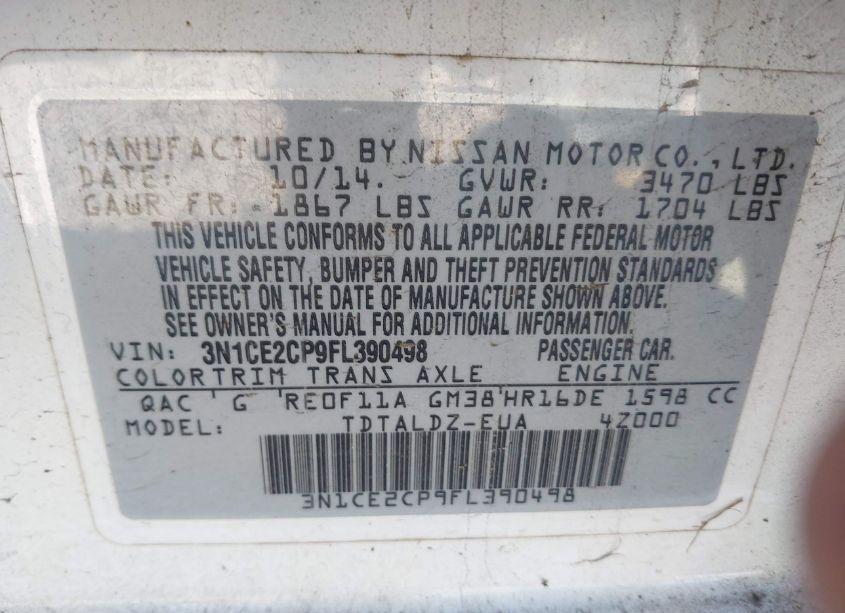 MANUFACTURED BY NISSAN MOTOR CO., LTD.
DATE: 10/14. GVWR: 3470 LBS
GAWR FR: 1867 LBS GAWR RR: 1704 LBS
THIS VEHICLE CONFORMS TO ALL APPLICABLE FEDERAL MOTOR
VEHICLE SAFETY, BUMPER AND THEFT PREVENTION STANDARDS
IN EFFECT ON THE DATE OF MANUFACTURE SHOWN ABOVE.
SEE OWNER'S MANUAL FOR ADDITIONAL INFORMATION.
VIN: 3N1CE2CP9FL390498 PASSENGER CAR.
COLOR TRIM TRANS AXLE ENGINE
QAC ' G 'RE0F11A GM38'HR16DE 1598 CC
MODEL: TDTALDZ-EUA 4Z000
3N1CE2CP9FL390498